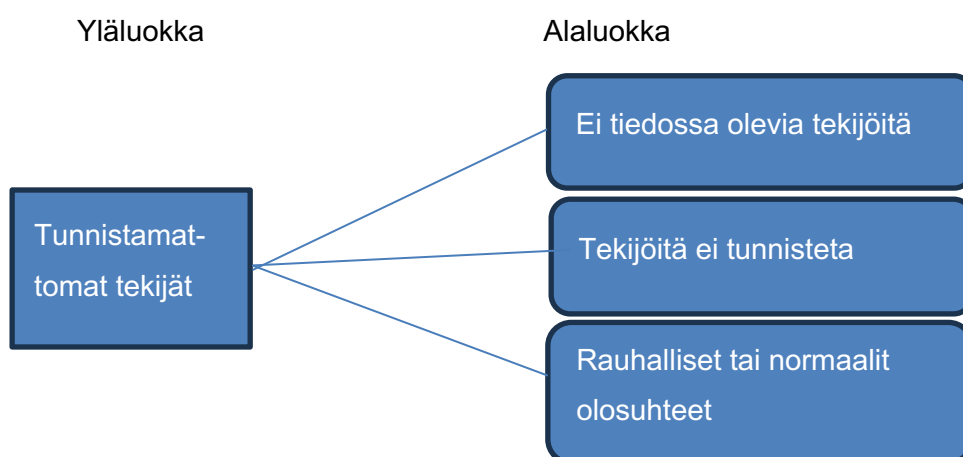 Yläluokka
Alaluokka
Ei tiedossa olevia tekijöitä
Tunnistamat-
tomat tekijät
Tekijöitä ei tunnisteta
Rauhalliset tai normaalit
olosuhteet